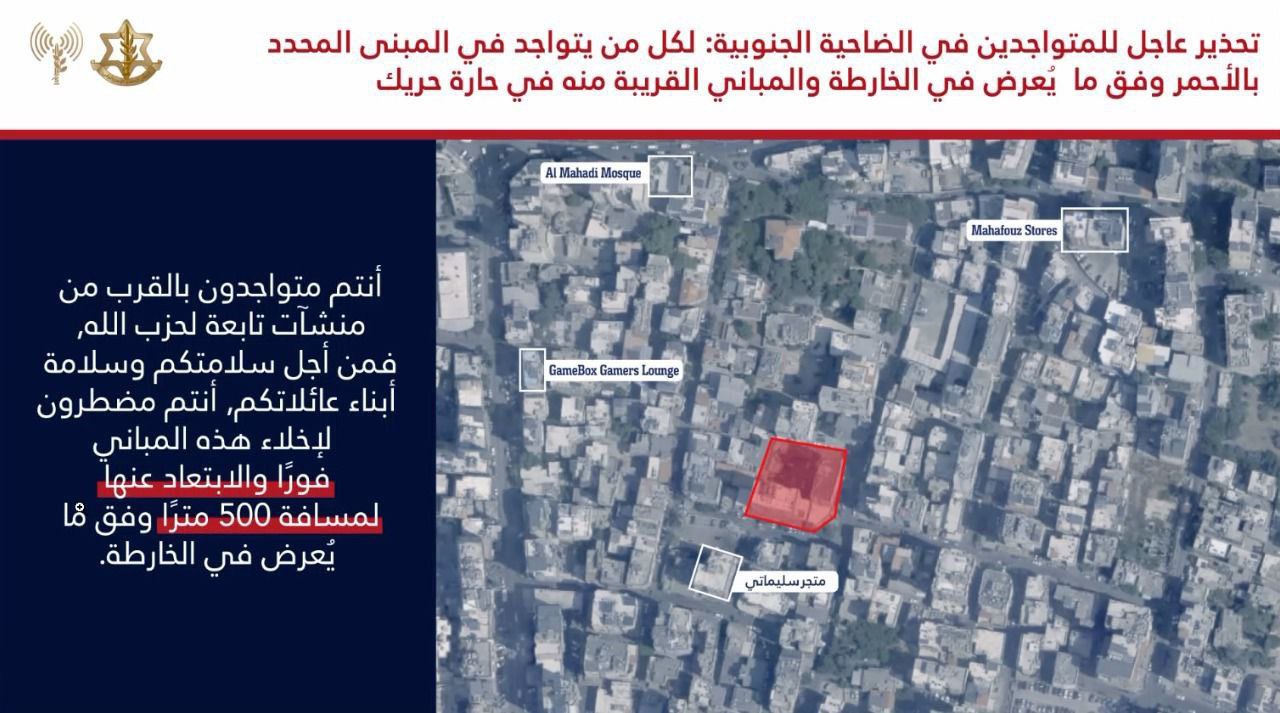 تحذير عاجل للمتواجدين في الضاحية الجنوبية: لكل من يتواجد في المبنى المحدد
بالأحمر وفق ما يُعرض في الخارطة والمباني القريبة منه في حارة حريك
Al Mahadi Mosque
Mahafouz Stores
أنتم متواجدون بالقرب من
منشآت تابعة لحزب الله,
فمن أجل سلامتكم وسلامة
أبناء عائلاتكم, أنتم مضطرون
لإخلاء هذه المباني
فورًا والابتعاد عنها
لمسافة 500 مترًا وفق ما
يُعرض في الخارطة.
GameBox Gamers Lounge
متجر سليماتي